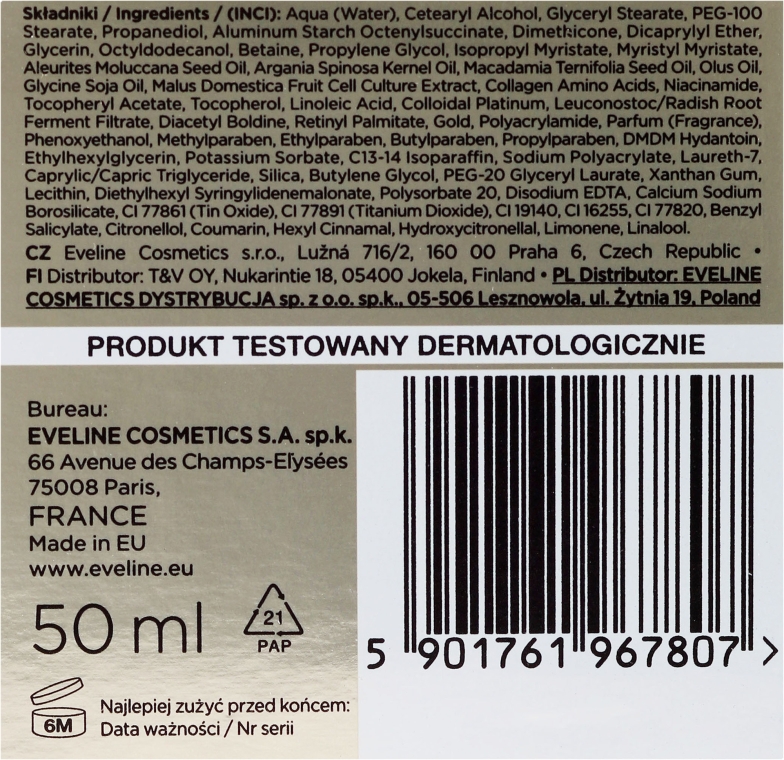 Składniki / Ingredients / (INCI): Aqua (Water), Cetearyl Alcohol, Glyceryl Stearate, PEG-100
Stearate, Propanediol, Aluminum Starch Octenylsuccinate, Dimethicone, Dicaprylyl Ether,
Glycerin, Octyldodecanol, Betaine, Propylene Glycol, Isopropyl Myristate, Myristyl Myristate,
Aleurites Moluccana Seed Oil, Argania Spinosa Kernel Oil, Macadamia Ternifolia Seed Oil, Olus Oil,
Glycine Soja Oil, Malus Domestica Fruit Cell Culture Extract, Collagen Amino Acids, Niacinamide,
Tocopheryl Acetate, Tocopherol, Linoleic Acid, Colloidal Platinum, Leuconostoc/Radish Root
Ferment Filtrate, Diacetyl Boldine, Retinyl Palmitate, Gold, Polyacrylamide, Parfum (Fragrance),
Phenoxyethanol, Methylparaben, Ethylparaben, Butylparaben, Propylparaben, DMDM Hydantoin,
Ethylhexylglycerin, Potassium Sorbate, C13-14 Isoparaffin, Sodium Polyacrylate, Laureth-7,
Caprylic/Capric Triglyceride, Silica, Butylene Glycol, PEG-20 Glyceryl Laurate, Xanthan Gum,
Lecithin, Diethylhexyl Syringylidenemalonate, Polysorbate 20, Disodium EDTA, Calcium Sodium
Borosilicate, CI 77861 (Tin Oxide), CI 77891 (Titanium Dioxide), CI 19140, CI 16255, CI 77820, Benzyl
Salicylate, Citronellol, Coumarin, Hexyl Cinnamal, Hydroxycitronellal, Limonene, Linalool.
CZ Eveline Cosmetics s.r.o., Lužná 716/2, 160 00 Praha 6, Czech Republic •
FI Distributor: T&V OY, Nukarintie 18, 05400 Jokela, Finland • PL Distributor: EVELINE
COSMETICS DYSTRYBUCJA sp. z o.o. sp.k., 05-506 Lesznowola, ul. Żytnia 19, Poland
PRODUKT TESTOWANY DERMATOLOGICZNIE
Bureau:
EVELINE COSMETICS S.A. sp.k.
66 Avenue des Champs-Elysées
75008 Paris,
FRANCE
Made in EU
www.eveline.eu
50 ml
21
PAP
6M
Najlepiej zużyć przed końcem:
Data ważności / Nr serii
5 901761 967807 >